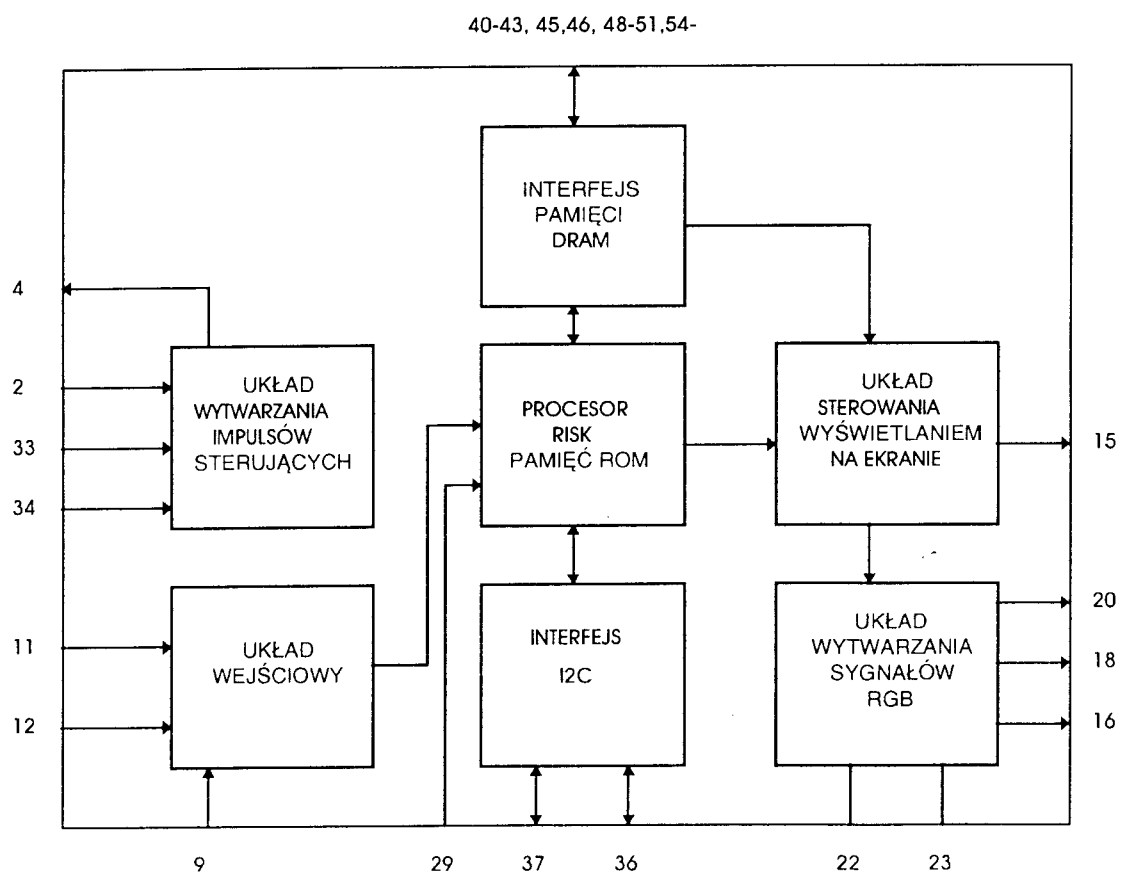 40-43, 45,46, 48-51,54-
INTERFEJS
PAMIĘCI
DRAM
4
2
33
34
UKŁAD
WYTWARZANIA
IMPULSÓW
STERUJĄCYCH
PROCESOR
RISK
PAMIĘĆ ROM
UKŁAD
STEROWANIA
WYŚWIETLANIEM
NA EKRANIE
15
11
12
UKŁAD
WEJŚCIOWY
INTERFEJS
I2C
UKŁAD
WYTWARZANIA
SYGNAŁÓW
RGB
20
18
16
9
29
37
36
22
23